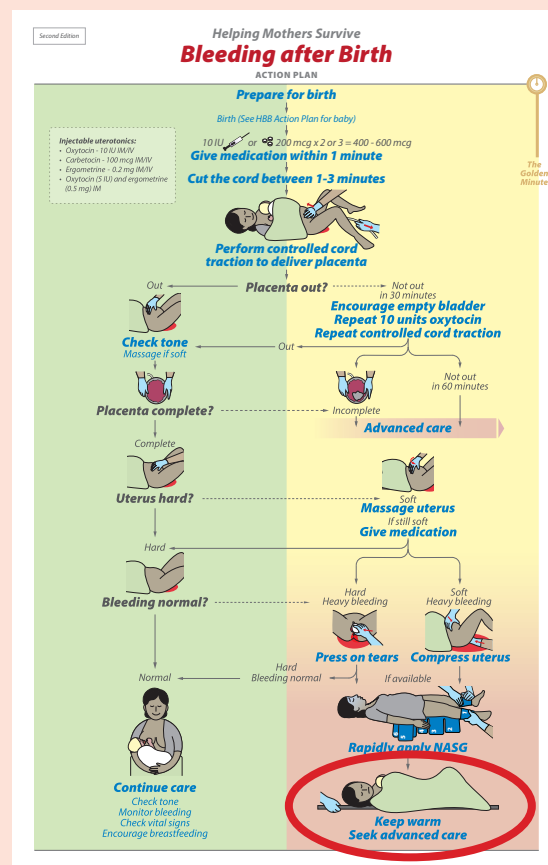 Second Edition
Helping Mothers Survive
Bleeding after Birth
ACTION PLAN
Prepare for birth
Birth (See HBB Action Plan for baby)
Injectable uterotonics:
• Oxytocin - 10 IU IM/IV
• Carbetocin - 100 mcg IM/IV
• Ergametrine – 0.2 mg IM/IV
• Oxytocin (5 IU) and ergometrine
(0.5 mg) IM
10 IU or 200 mcg x 2 or 3 = 400 - 600 mcg
Give medication within 1 minute
The
Golden
Minute
Cut the cord between 1-3 minutes
Perform controlled cord
traction to deliver placenta
Out
Placenta out?
Not out
in 30 minutes
Encourage empty bladder
Repeat 10 units oxytocin
Repeat controlled cord traction
Check tone
Massage if soft
Out
Not out
in 60 minutes
Placenta complete?
Incomplete
Advanced care
Complete
Uterus hard?
Soft
Massage uterus
If still soft
Give medication
Hard
Bleeding normal?
Hard
Heavy bleeding
Soft
Heavy bleeding
Press on tears
Compress uterus
Normal
Hard
Bleeding normal
If available
Rapidly apply NASG
Continue care
Check tone
Monitor bleeding
Check vital signs
Encourage breastfeeding
Keep warm
Seek advanced care